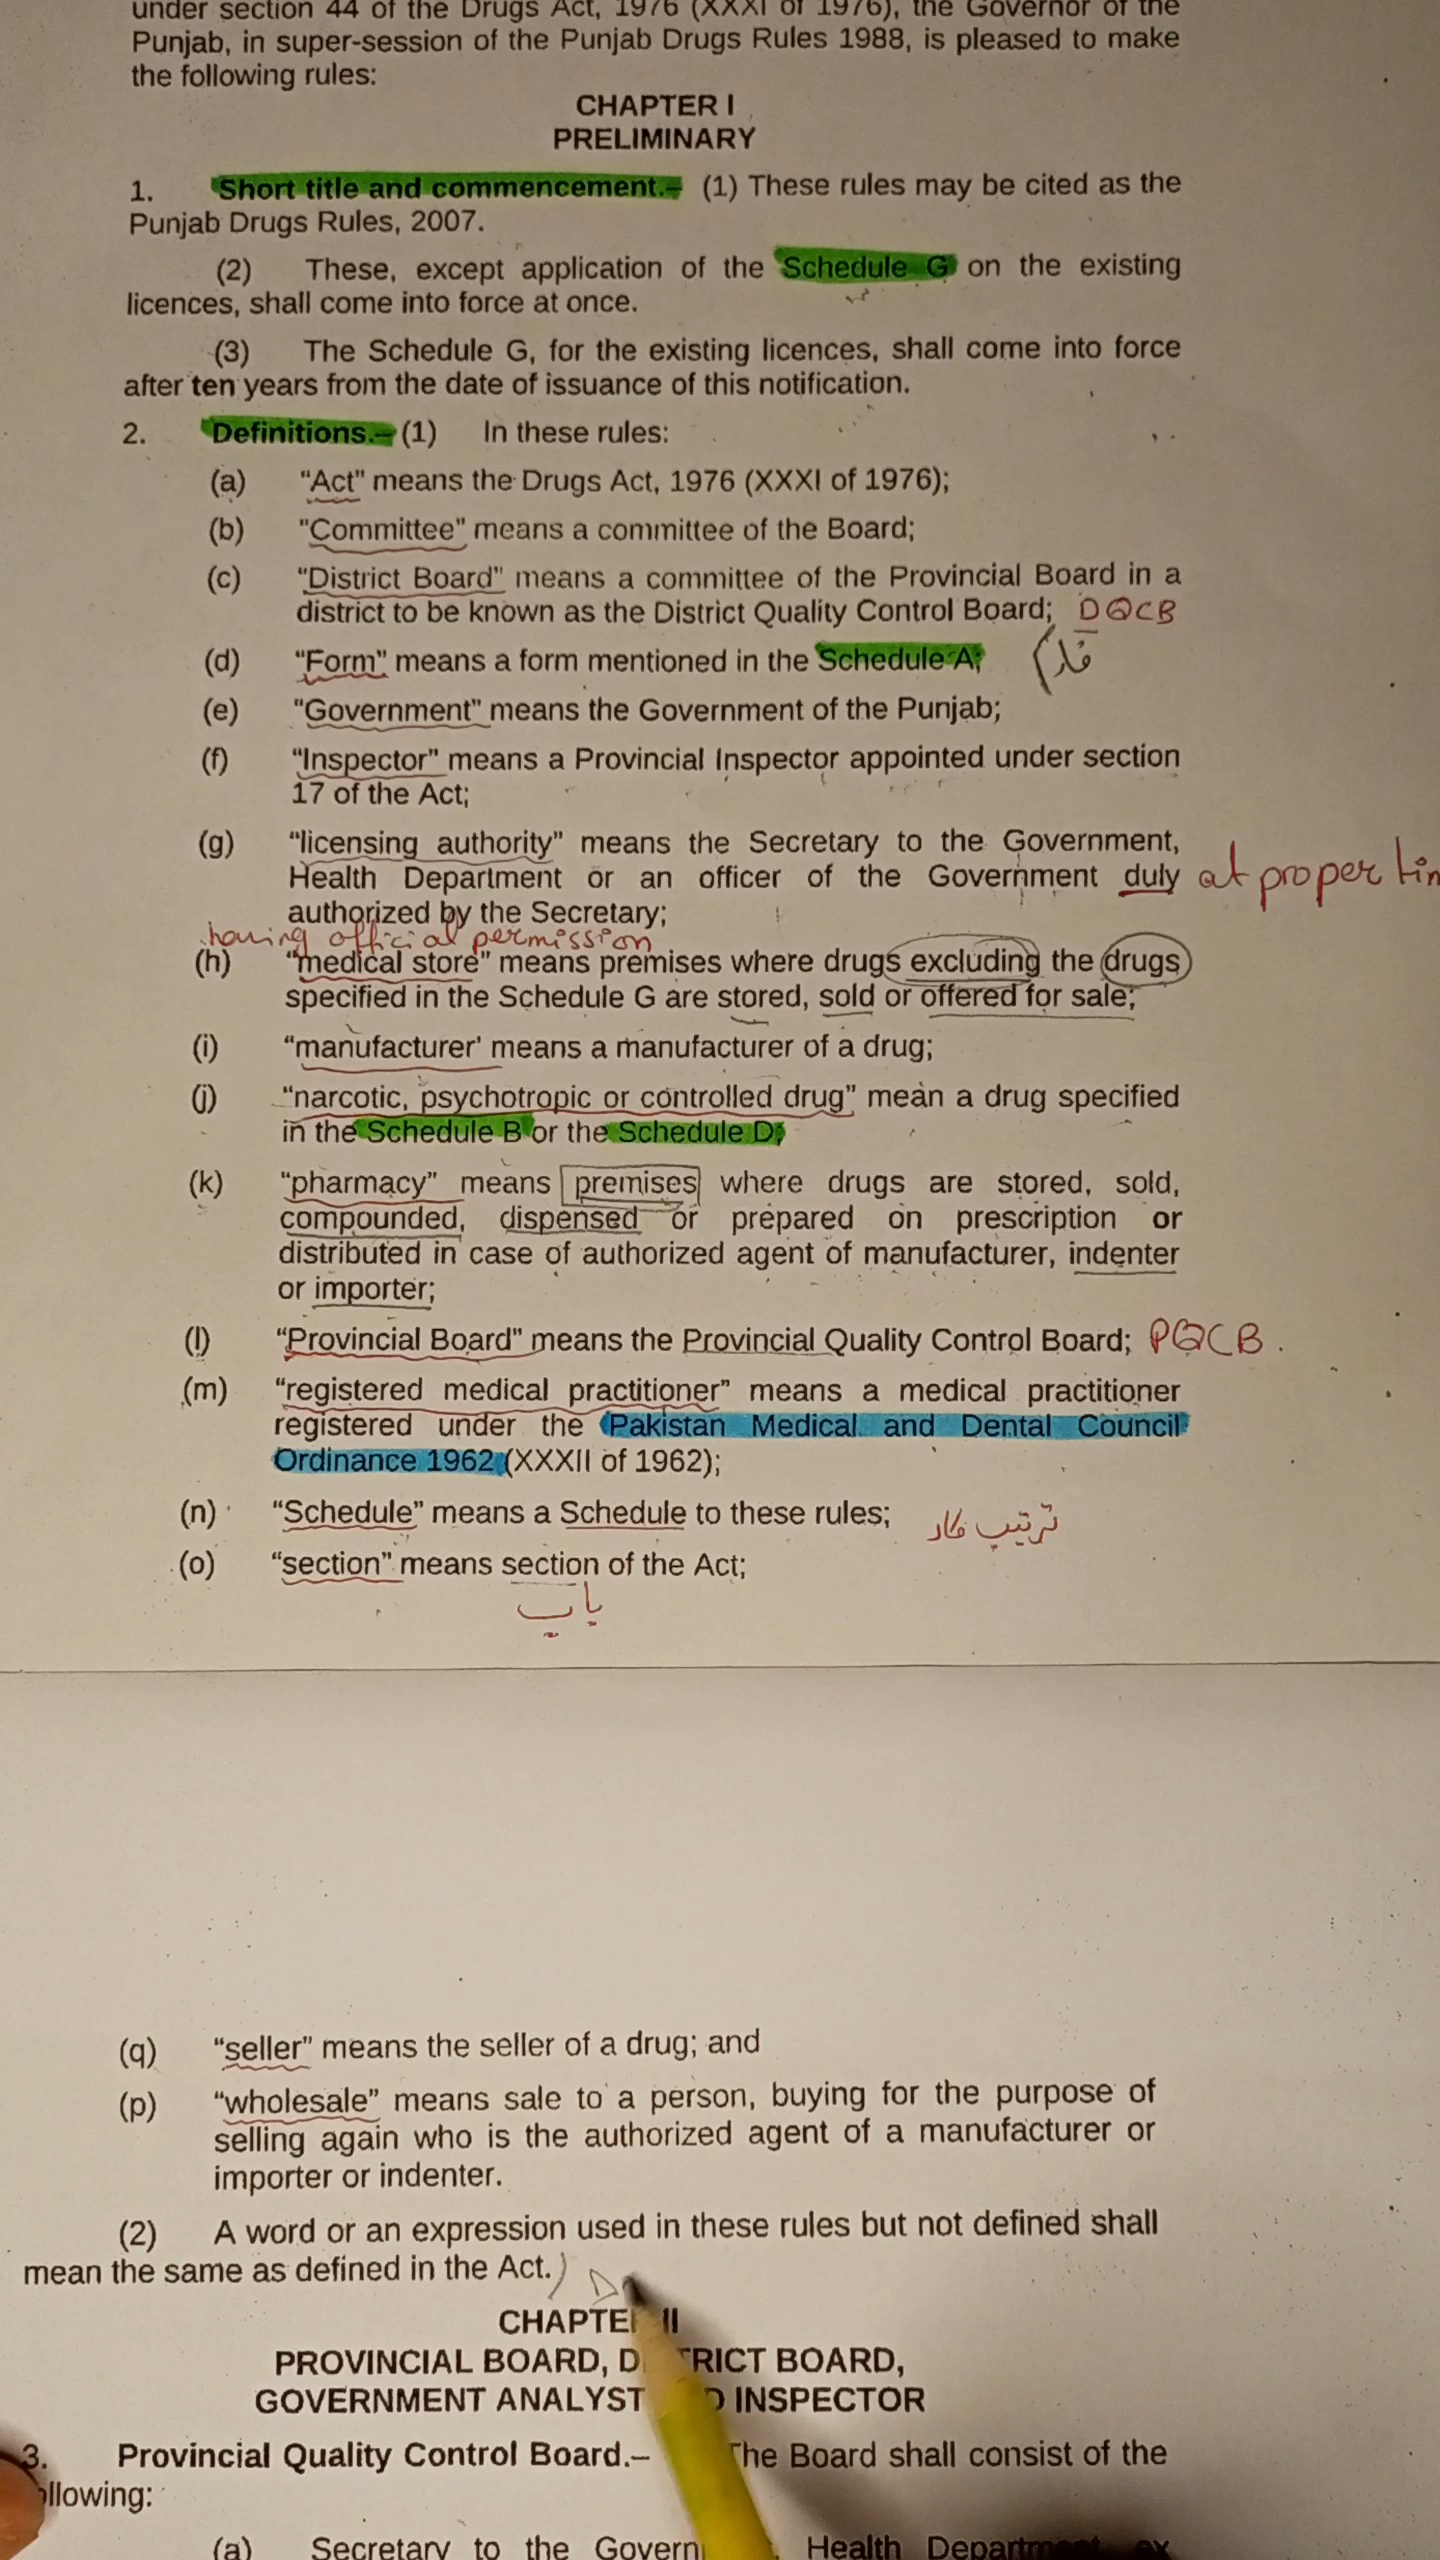 under section 44 of the Drugs Act, 1976 (XXXI of 1976), the Governor of the
Punjab, in super-session of the Punjab Drugs Rules 1988, is pleased to make
the following rules:
CHAPTER I
PRELIMINARY
1. Short title and commencement.– (1) These rules may be cited as the
Punjab Drugs Rules, 2007.
(2) These, except application of the Schedule G on the existing
licences, shall come into force at once.
(3) The Schedule G, for the existing licences, shall come into force
after ten years from the date of issuance of this notification.
2. Definitions.– (1) In these rules:
(a) “Act” means the Drugs Act, 1976 (XXXI of 1976);
(b) "Committee" means a committee of the Board;
(c) “District Board” means a committee of the Provincial Board in a
district to be known as the District Quality Control Board; DQCB
(d) “Form” means a form mentioned in the Schedule A;
(e) “Government” means the Government of the Punjab;
(f) “Inspector” means a Provincial Inspector appointed under section
17 of the Act;
(g) “licensing authority” means the Secretary to the Government,
Health Department or an officer of the Government duly at proper
authorized by the Secretary;
having official permission
(h) “medical store” means premises where drugs excluding the drugs
specified in the Schedule G are stored, sold or offered for sale;
(i) “manufacturer' means a manufacturer of a drug;
(j) “narcotic, psychotropic or controlled drug” mean a drug specified
in the Schedule B or the Schedule D;
(k) “pharmacy” means premises where drugs are stored, sold,
compounded, dispensed or prepared on prescription or
distributed in case of authorized agent of manufacturer, indenter
or importer;
(l) “Provincial Board” means the Provincial Quality Control Board; PQCB.
(m) “registered medical practitioner” means a medical practitioner
registered under the Pakistan Medical and Dental Council
Ordinance 1962 (XXXII of 1962);
(n) “Schedule” means a Schedule to these rules; ترتیب کار
(o) “section” means section of the Act;
باب
(q) “seller” means the seller of a drug; and
(p) “wholesale” means sale to a person, buying for the purpose of
selling again who is the authorized agent of a manufacturer or
importer or indenter.
(2) A word or an expression used in these rules but not defined shall
mean the same as defined in the Act.)
II
PROVINCIAL BOARD, BOARD,
GOVERNMENT ANALYST INSPECTOR
3. Provincial Quality Control Board.– The Board shall consist of the
(a) Secretary to the Health